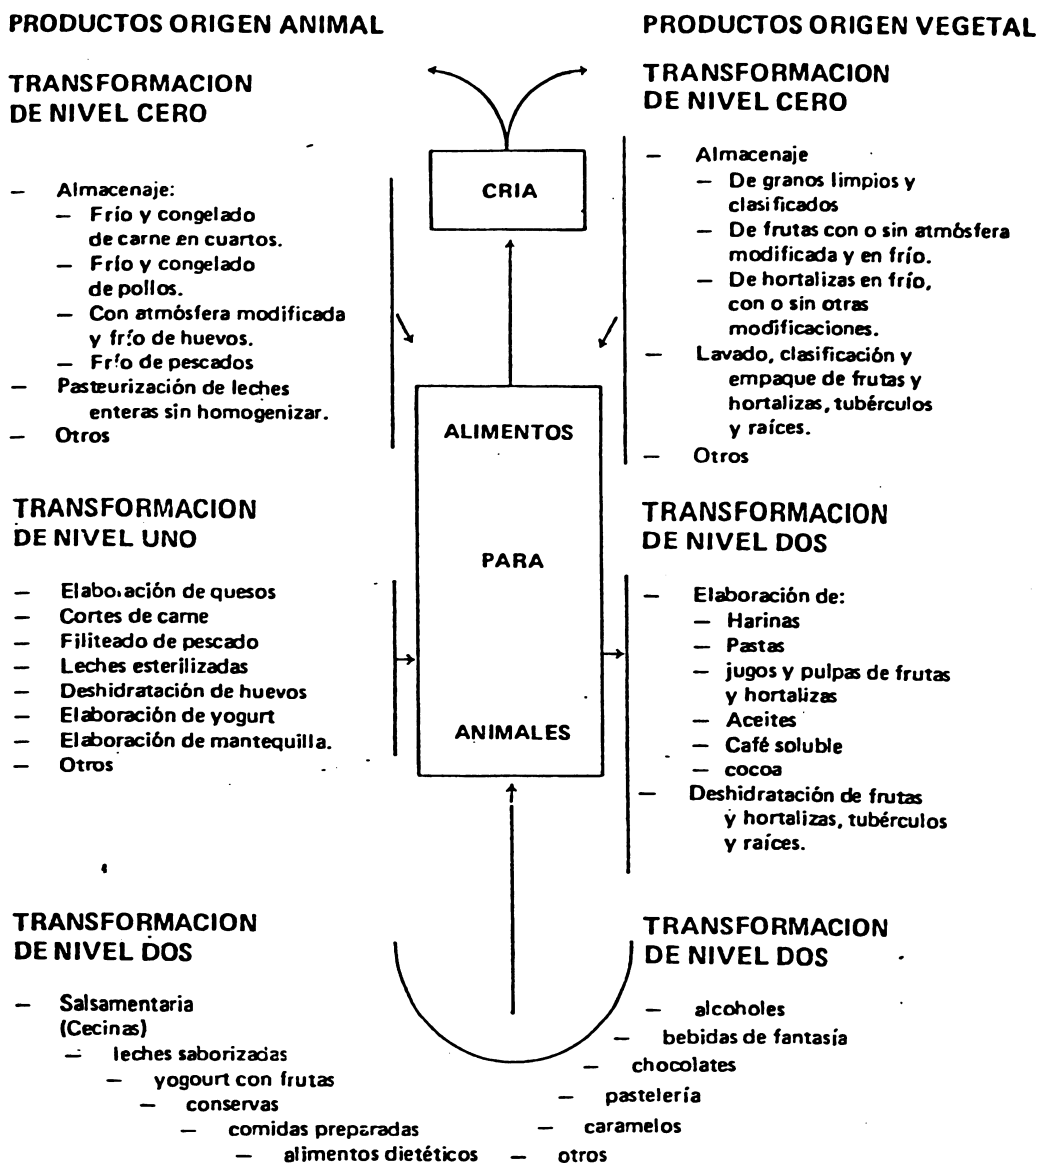 PRODUCTOS ORIGEN ANIMAL
TRANSFORMACION
DE NIVEL CERO
— Almacenaje:
— Frío y congelado
de carne en cuartos.
— Frío y congelado
de pollos.
— Con atmósfera modificada
y frío de huevos.
— Frío de pescados
— Pasteurización de leches
enteras sin homogenizar.
— Otros
TRANSFORMACION
DE NIVEL UNO
— Elaboración de quesos
— Cortes de carne
— Filiteado de pescado
— Leches esterilizadas
— Deshidratación de huevos
— Elaboración de yogurt
— Elaboración de mantequilla.
— Otros
TRANSFORMACION
DE NIVEL DOS
— Salsamentaria
(Cecinas)
— leches saborizadas
— yogourt con frutas
— conservas
— comidas preparadas
— alimentos dietéticos
CRIA
ALIMENTOS
PARA
ANIMALES
PRODUCTOS ORIGEN VEGETAL
TRANSFORMACION
DE NIVEL CERO
— Almacenaje
— De granos limpios y
clasificados
— De frutas con o sin atmósfera
modificada y en frío.
— De hortalizas en frío,
con o sin otras
modificaciones.
— Lavado, clasificación y
empaque de frutas y
hortalizas, tubérculos
y raíces.
— Otros
TRANSFORMACION
DE NIVEL DOS
— Elaboración de:
— Harinas
— Pastas
— jugos y pulpas de frutas
y hortalizas
— Aceites
— Café soluble
— cocoa
— Deshidratación de frutas
y hortalizas, tubérculos
y raíces.
TRANSFORMACION
DE NIVEL DOS
— alcoholes
— bebidas de fantasía
— chocolates
— pastelería
— caramelos
— otros